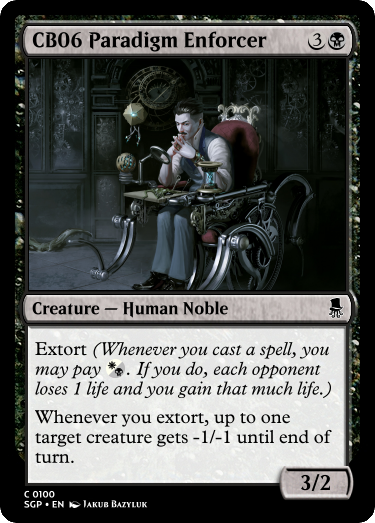 CB06 Paradigm Enforcer 3
Creature — Human Noble
Extort (Whenever you cast a spell, you
may pay . If you do, each opponent
loses 1 life and you gain that much life.)
Whenever you extort, up to one
target creature gets -1/-1 until end of
turn.
3/2
C 0100
SGP • EN Jakub Bazyluk